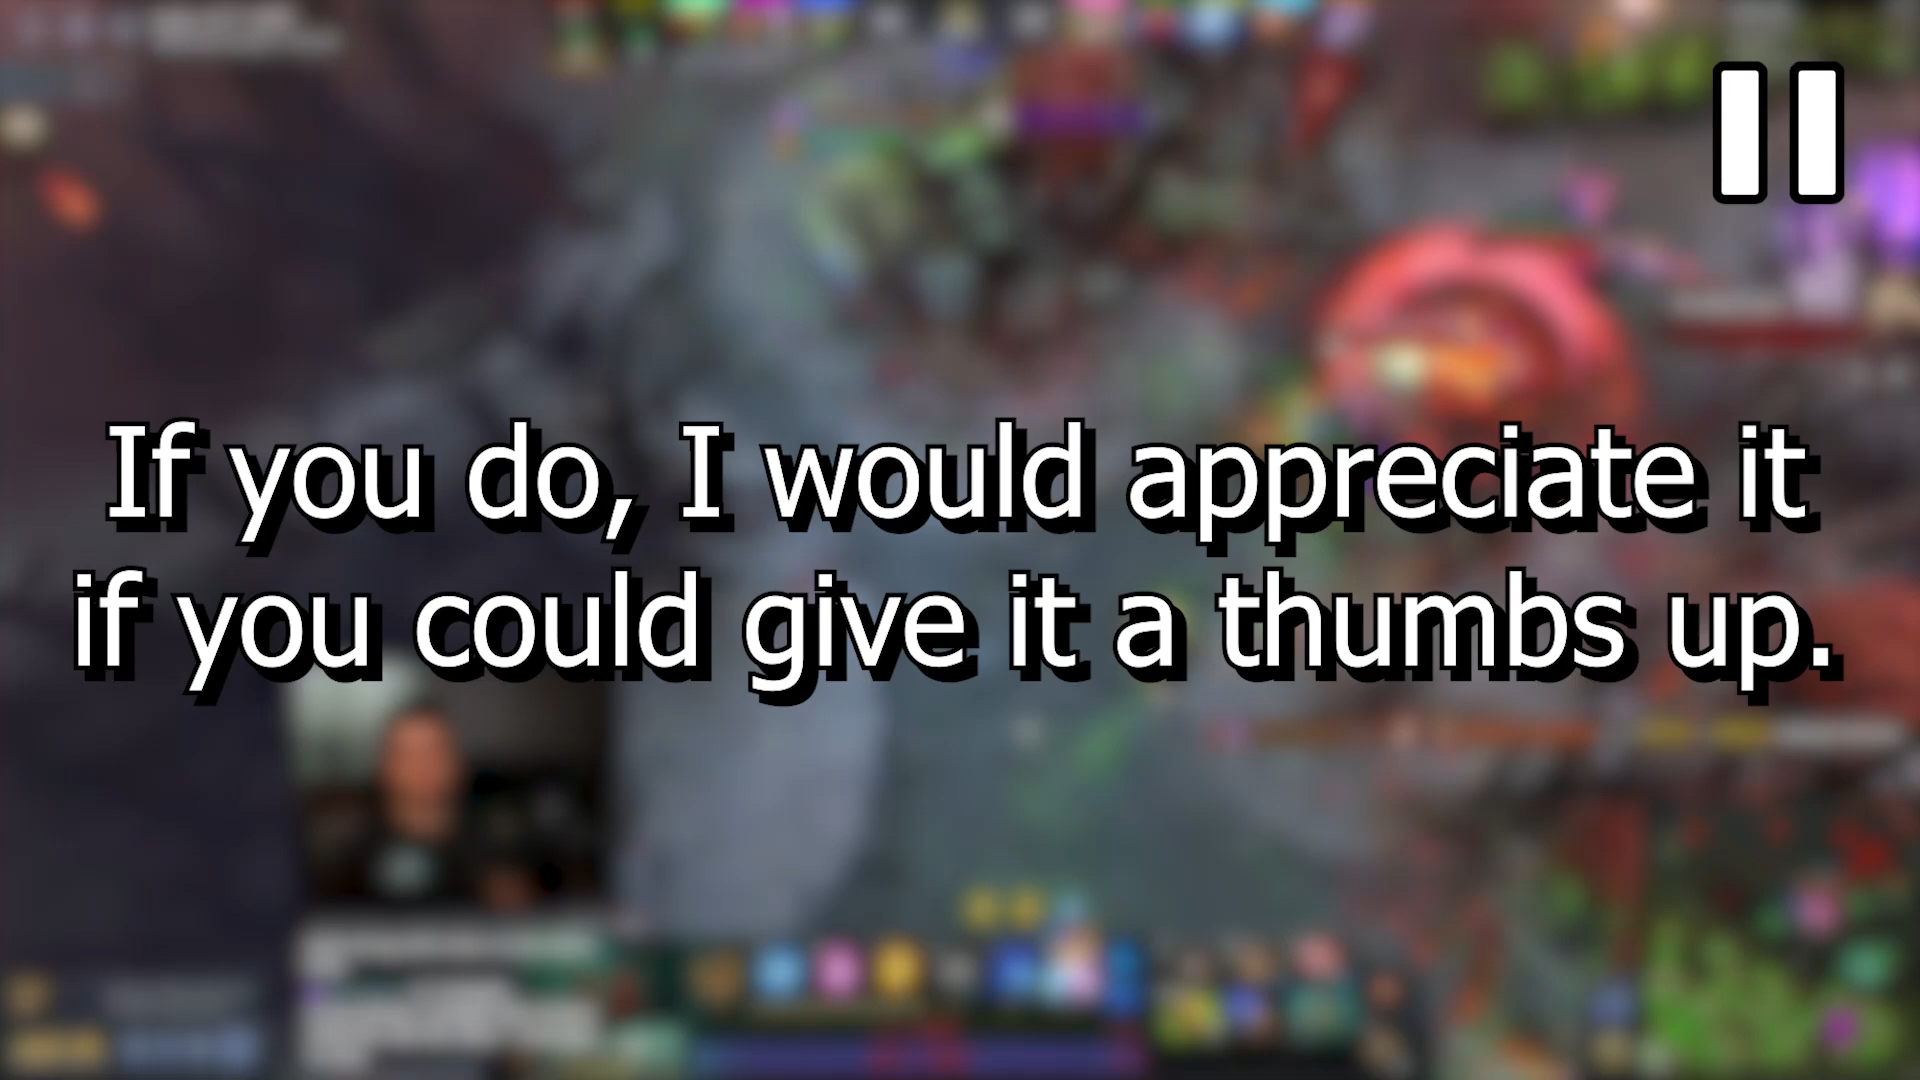 If you do, I would appreciate it
if you could give it a thumbs up.